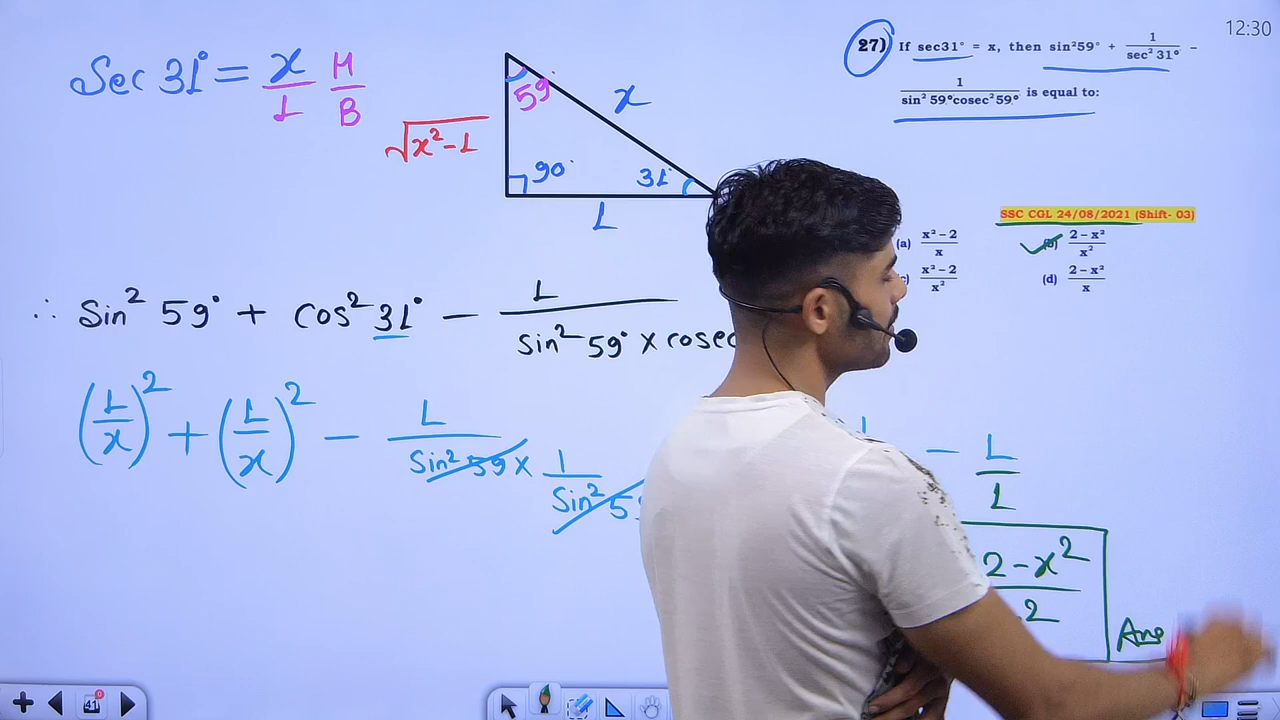 12:30
27) If sec31° = x, then sin²59° + 1/sec²31° –
1/sin²59°cosec²59° is equal to:
SSC CGL 24/08/2021 (Shift- 03)
(a) x² – 2/x (b) 2 – x²/x²
c) x² – 2/x² (d) 2 – x²/x
Sec 31° = x/1 H/B
59°
x
√x²-1
90°
31°
1
∴ Sin² 59° + cos² 31° – 1/sin² 59° × cosec
(1/x)² + (1/x)² – 1/Sin² 59 × 1/Sin² 5
– 1/1
2-x²
2
Ans
41